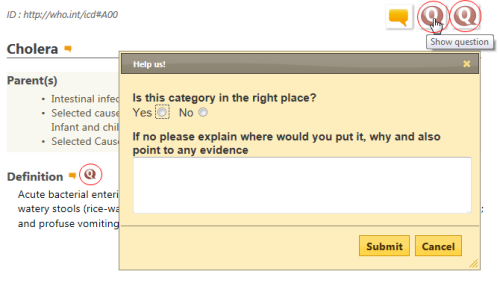 ID : http://who.int/icd#A00
Q Q
Show question
Cholera
Help us!
Parent(s)
Intestinal infec
Selected cause
Infant and chil
Selected Caus
Is this category in the right place?
Yes No
If no please explain where would you put it, why and also
point to any evidence
Definition Q
Acute bacterial enteri
watery stools (rice-wa
and profuse vomiting
Submit Cancel